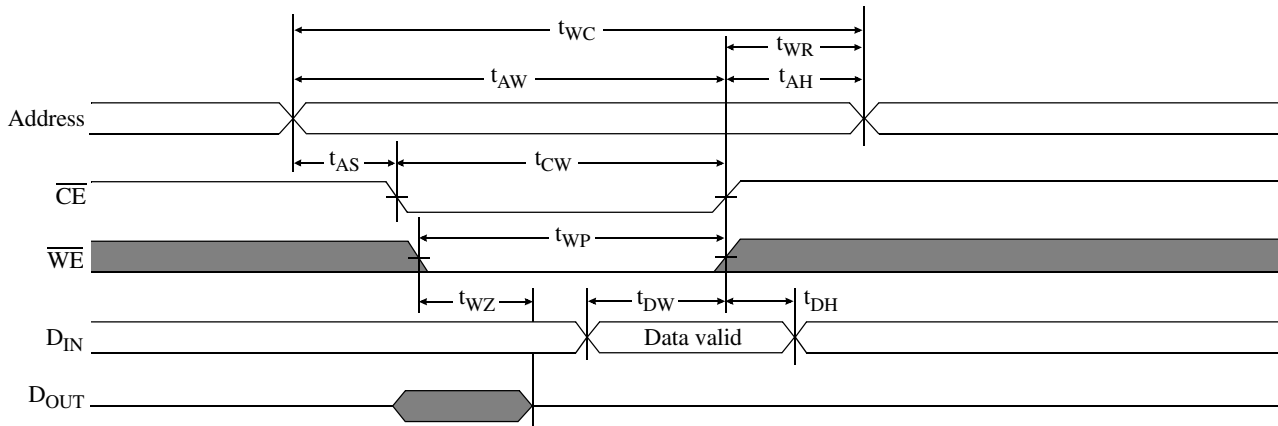 tWC
tWR
tAW
tAH
Address
tAS
tCW
CE
tWP
WE
tWZ
tDW
tDH
DIN
Data valid
DOUT